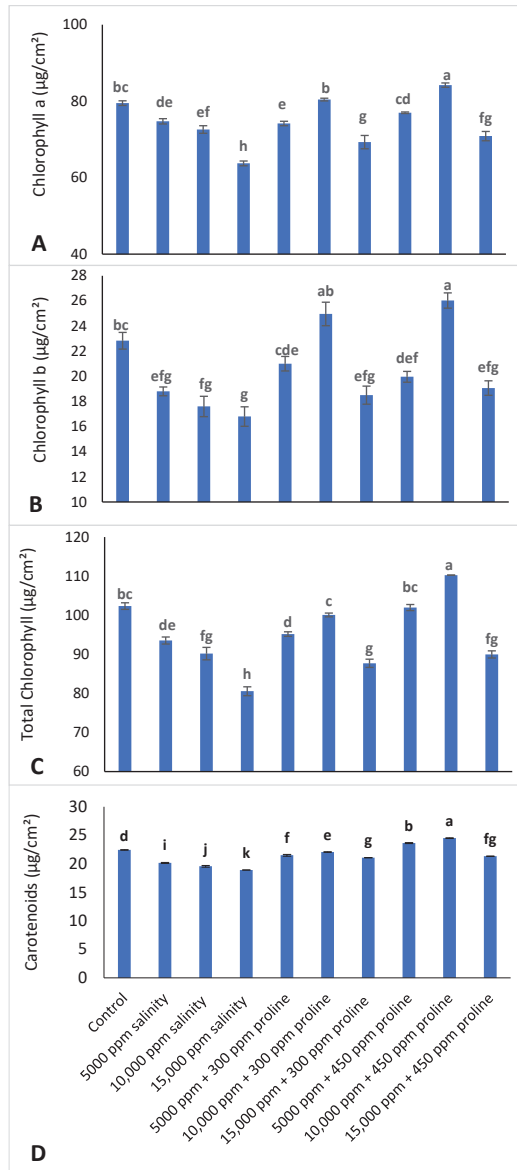 Chlorophyll a (µg/cm²)
100
80
60
40
bc
de
ef
h
e
b
g
cd
a
fg
A
Chlorophyll b (µg/cm²)
28
26
24
22
20
18
16
14
12
10
bc
efg
fg
g
cde
ab
efg
def
a
efg
B
Total Chlorophyll (µg/cm²)
120
110
100
90
80
70
60
bc
de
fg
h
d
c
g
bc
a
fg
C
Carotenoids (µg/cm²)
30
25
20
15
10
5
0
d
i
j
k
f
e
g
b
a
fg
Control
5000 ppm salinity
10,000 ppm salinity
15,000 ppm salinity
5000 ppm + 300 ppm proline
10,000 ppm + 300 ppm proline
15,000 ppm + 300 ppm proline
5000 ppm + 450 ppm proline
10,000 ppm + 450 ppm proline
15,000 ppm + 450 ppm proline
D